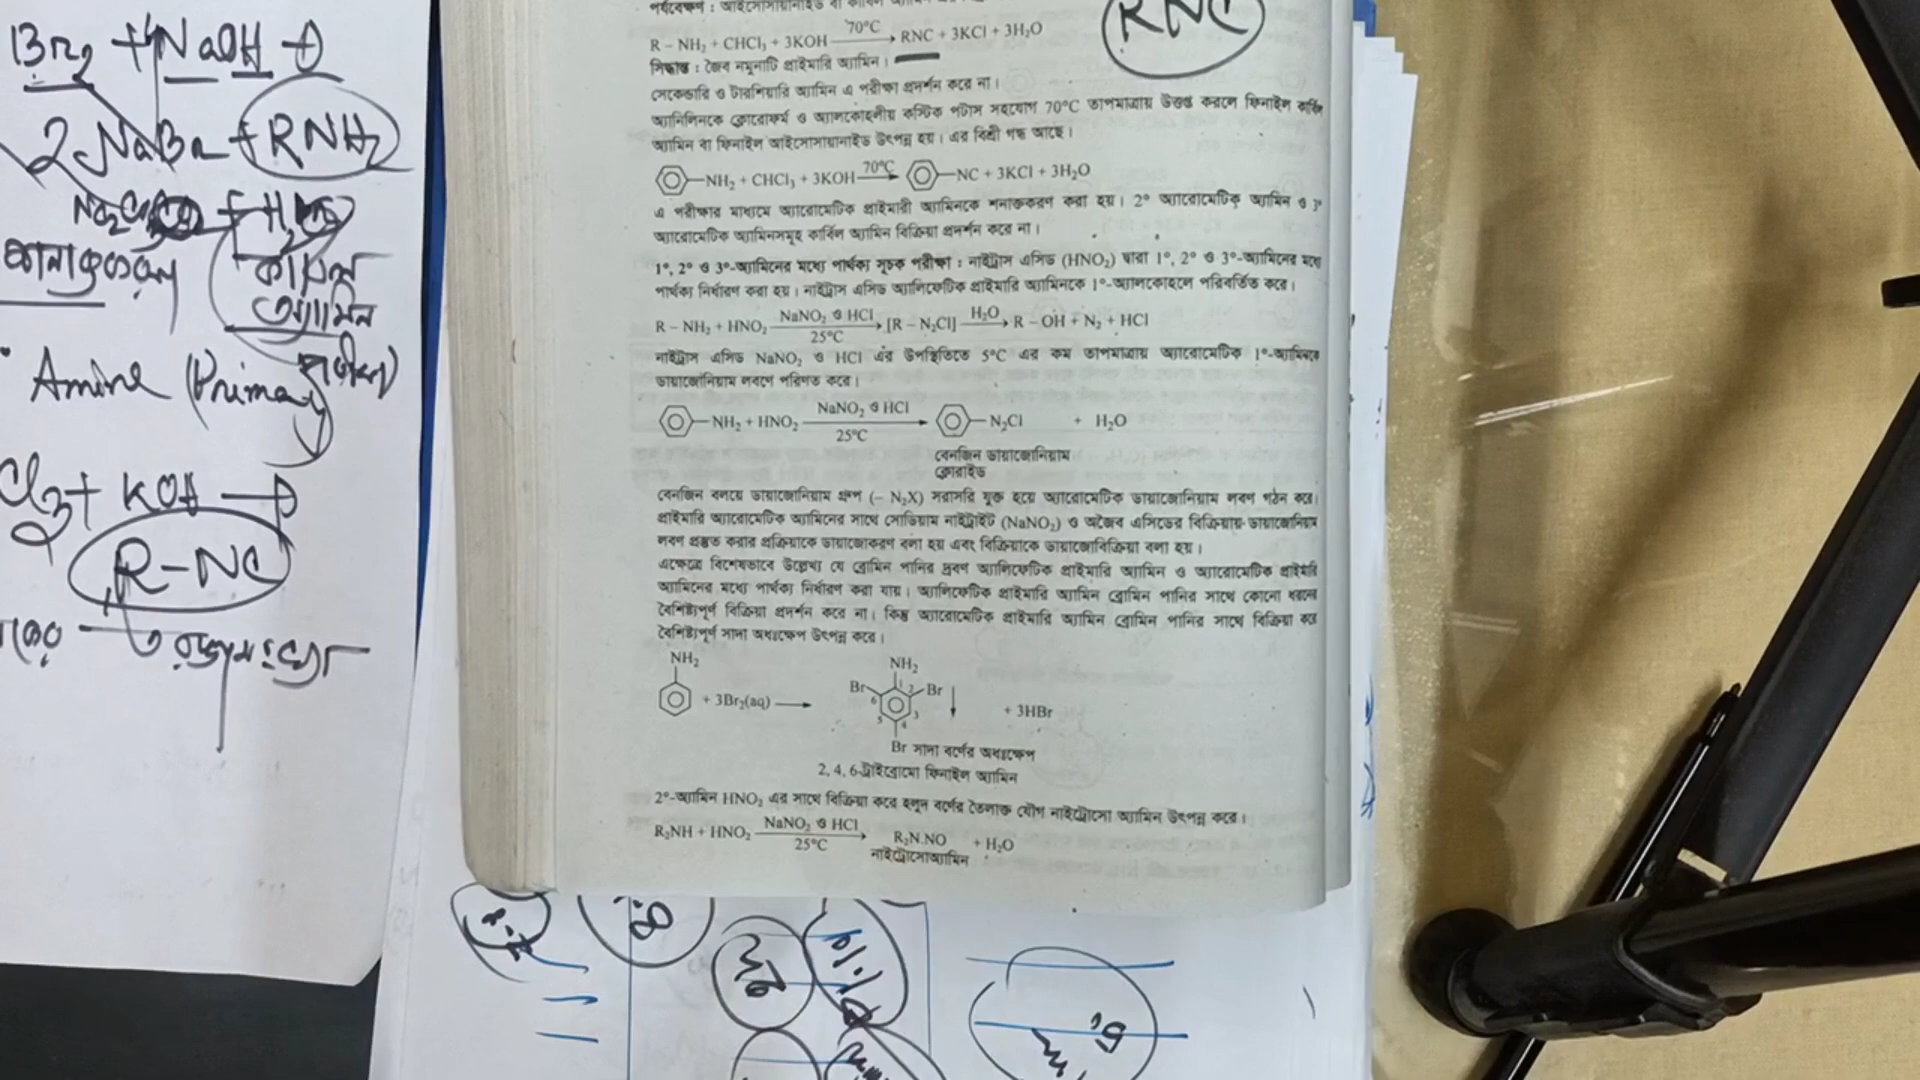 Br₂ + NaOH →
2NaBr + RNH₂
শনাক্তকরণ
কার্বিল
অ্যামিন
Amine (Primary
+ KOH →
R-NC
RNC
R – NH₂ + CHCl₃ + 3KOH 70°C → RNC + 3KCl + 3H₂O
সিদ্ধান্ত : জৈব নমুনাটি প্রাইমারি অ্যামিন।
সেকেন্ডারি ও টারশিয়ারি অ্যামিন এ পরীক্ষা প্রদর্শন করে না।
অ্যানিলিনকে ক্লোরোফর্ম ও অ্যালকোহলীয় কস্টিক পটাস সহযোগে 70°C তাপমাত্রায় উত্তপ্ত করলে ফিনাইল কার্বিল
অ্যামিন বা ফিনাইল আইসোসায়ানাইড উৎপন্ন হয়। এর বিশ্রী গন্ধ আছে।
–NH₂ + CHCl₃ + 3KOH 70°C → –NC + 3KCl + 3H₂O
এ পরীক্ষার মাধ্যমে অ্যারোমেটিক প্রাইমারী অ্যামিনকে শনাক্তকরণ করা হয়। 2° অ্যারোমেটিক অ্যামিন ও 3°
অ্যারোমেটিক অ্যামিনসমূহ কার্বিল অ্যামিন বিক্রিয়া প্রদর্শন করে না।
1°, 2° ও 3°-অ্যামিনের মধ্যে পার্থক্য সূচক পরীক্ষা : নাইট্রাস এসিড (HNO₂) দ্বারা 1°, 2° ও 3°-অ্যামিনের মধ্যে
পার্থক্য নির্ধারণ করা হয়। নাইট্রাস এসিড অ্যালিফেটিক প্রাইমারি অ্যামিনকে 1°-অ্যালকোহলে পরিবর্তিত করে।
R – NH₂ + HNO₂ NaNO₂ ও HCl 25°C → [R – N₂Cl] H₂O → R – OH + N₂ + HCl
নাইট্রাস এসিড NaNO₂ ও HCl এর উপস্থিতিতে 5°C এর কম তাপমাত্রায় অ্যারোমেটিক 1°-অ্যামিনকে
ডায়াজোনিয়াম লবণে পরিণত করে।
–NH₂ + HNO₂ NaNO₂ ও HCl 25°C → –N₂Cl + H₂O
বেনজিন ডায়াজোনিয়াম
ক্লোরাইড
বেনজিন বলয়ে ডায়াজোনিয়াম গ্রুপ (– N₂X) সরাসরি যুক্ত হয়ে অ্যারোমেটিক ডায়াজোনিয়াম লবণ গঠন করে।
প্রাইমারি অ্যারোমেটিক অ্যামিনের সাথে সোডিয়াম নাইট্রাইট (NaNO₂) ও অজৈব এসিডের বিক্রিয়ায় ডায়াজোনিয়াম
লবণ প্রস্তুত করার প্রক্রিয়াকে ডায়াজোকরণ বলা হয় এবং বিক্রিয়াকে ডায়াজোবিক্রিয়া বলা হয়।
এক্ষেত্রে বিশেষভাবে উল্লেখ্য যে ব্রোমিন পানির দ্রবণ অ্যালিফেটিক প্রাইমারি অ্যামিন ও অ্যারোমেটিক প্রাইমারি
অ্যামিনের মধ্যে পার্থক্য নির্ধারণ করা যায়। অ্যালিফেটিক প্রাইমারি অ্যামিন ব্রোমিন পানির সাথে কোনো ধরনের
বৈশিষ্ট্যপূর্ণ বিক্রিয়া প্রদর্শন করে না। কিন্তু অ্যারোমেটিক প্রাইমারি অ্যামিন ব্রোমিন পানির সাথে বিক্রিয়া করে
বৈশিষ্ট্যপূর্ণ সাদা অধঃক্ষেপ উৎপন্ন করে।
NH₂ NH₂
Br 1 2 Br
+ 3Br₂(aq) → 6 5 4 3 ↓ + 3HBr
Br সাদা বর্ণের অধঃক্ষেপ
2, 4, 6-ট্রাইব্রোমো ফিনাইল অ্যামিন
2°-অ্যামিন HNO₂ এর সাথে বিক্রিয়া করে হলুদ বর্ণের তৈলাক্ত যৌগ নাইট্রোসো অ্যামিন উৎপন্ন করে।
R₂NH + HNO₂ NaNO₂ ও HCl 25°C → R₂N.NO + H₂O
নাইট্রোসোঅ্যামিন